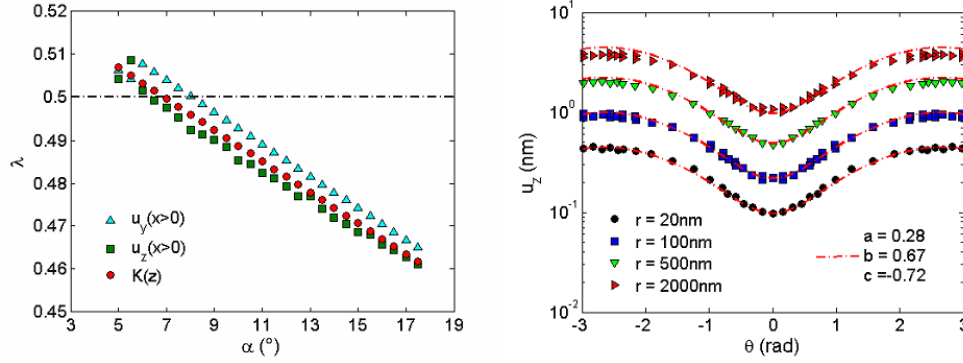 0.52
0.51
0.5
0.49
0.48
0.47
0.46
0.45
λ
u_y(x>0)
u_z(x>0)
K(z)
3 5 7 9 11 13 15 17 19
α (°)
10^1
10^0
10^-1
10^-2
u_z (nm)
r = 20nm
r = 100nm
r = 500nm
r = 2000nm
a = 0.28
b = 0.67
c =-0.72
-3 -2 -1 0 1 2 3
θ (rad)